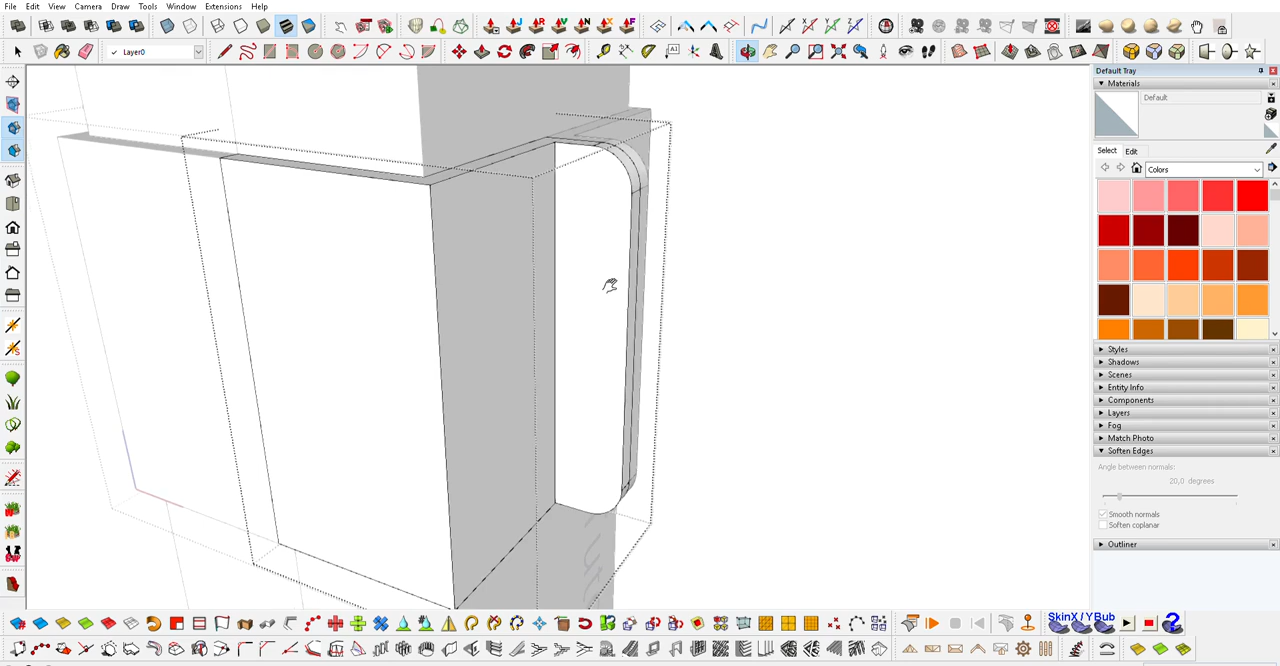 File Edit View Camera Draw Tools Window Extensions Help
Layer0
Default Tray
Materials
Default
Select Edit
Colors
Styles
Shadows
Scenes
Entity Info
Components
Layers
Fog
Match Photo
Soften Edges
Angle between normals:
20,0 degrees
Smooth normals
Soften coplanar
Outliner
SkinX / YBub